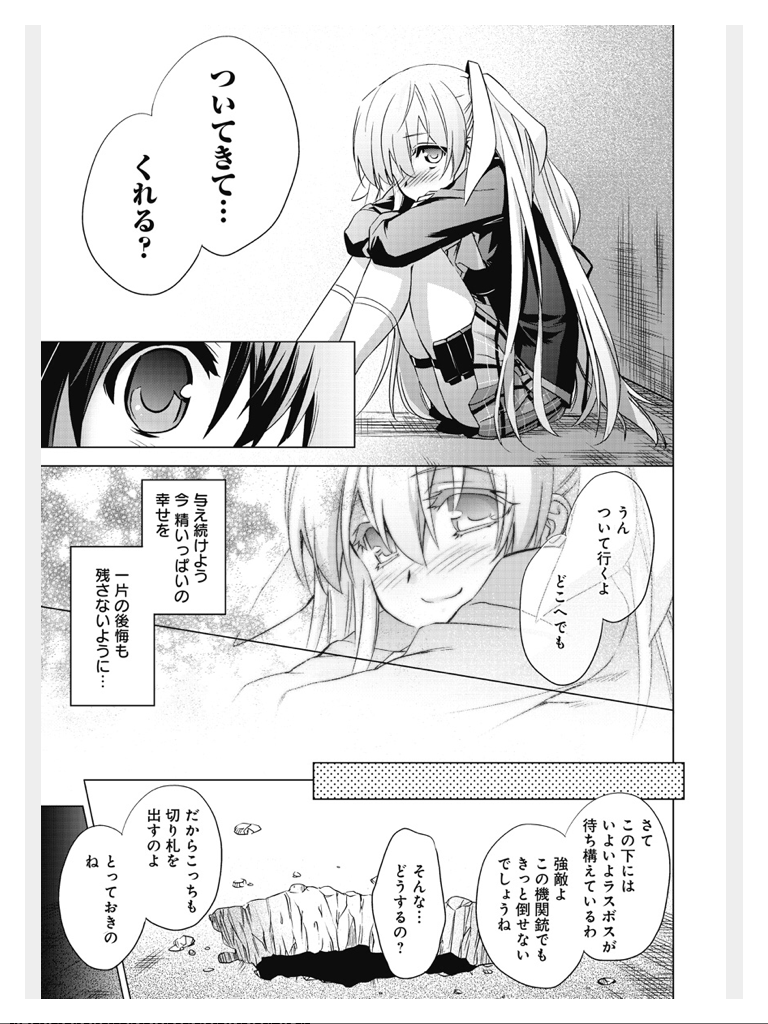 ついてきて…
くれる？
うん
ついて行くよ
どこへでも
与え続けよう
今 精いっぱいの
幸せを
一片の後悔も
残さないように…
さて
この下には
いよいよラスボスが
待ち構えているわ
強敵よ
この機関銃でも
きっと倒せない
でしょうね
そんな…
どうするの？
だからこっちも
切り札を
出すのよ
とっておきの
ね